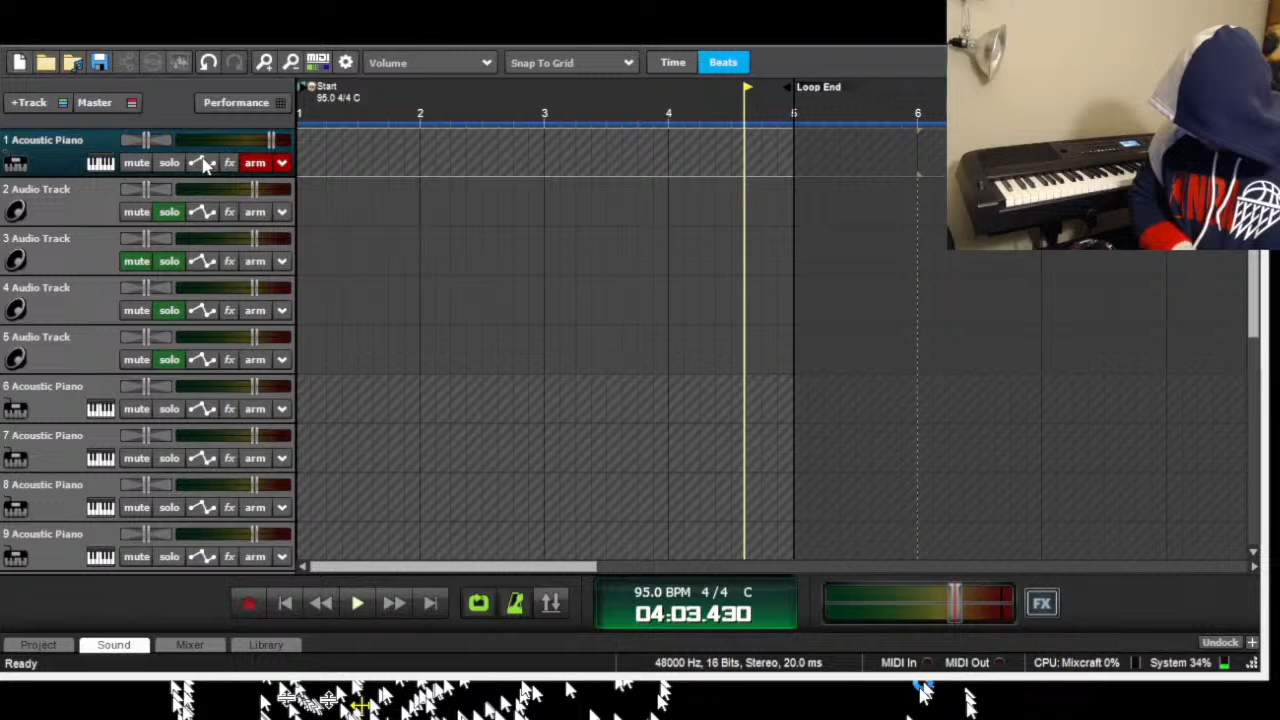 MIDI
Volume
Snap To Grid
Time
Beats
+Track
Master
Performance
Start
95.0 4/4 C
Loop End
1 2 3 4 5 6
1 Acoustic Piano
mute solo fx arm
2 Audio Track
mute solo fx arm
3 Audio Track
mute solo fx arm
4 Audio Track
mute solo fx arm
5 Audio Track
mute solo fx arm
6 Acoustic Piano
mute solo fx arm
7 Acoustic Piano
mute solo fx arm
8 Acoustic Piano
mute solo fx arm
9 Acoustic Piano
mute solo fx arm
95.0 BPM 4/4 C
04:03.430
FX
Project
Sound
Mixer
Library
Undock
Ready
48000 Hz, 16 Bits, Stereo, 20.0 ms
MIDI In
MIDI Out
CPU: Mixcraft 0%
System 34%